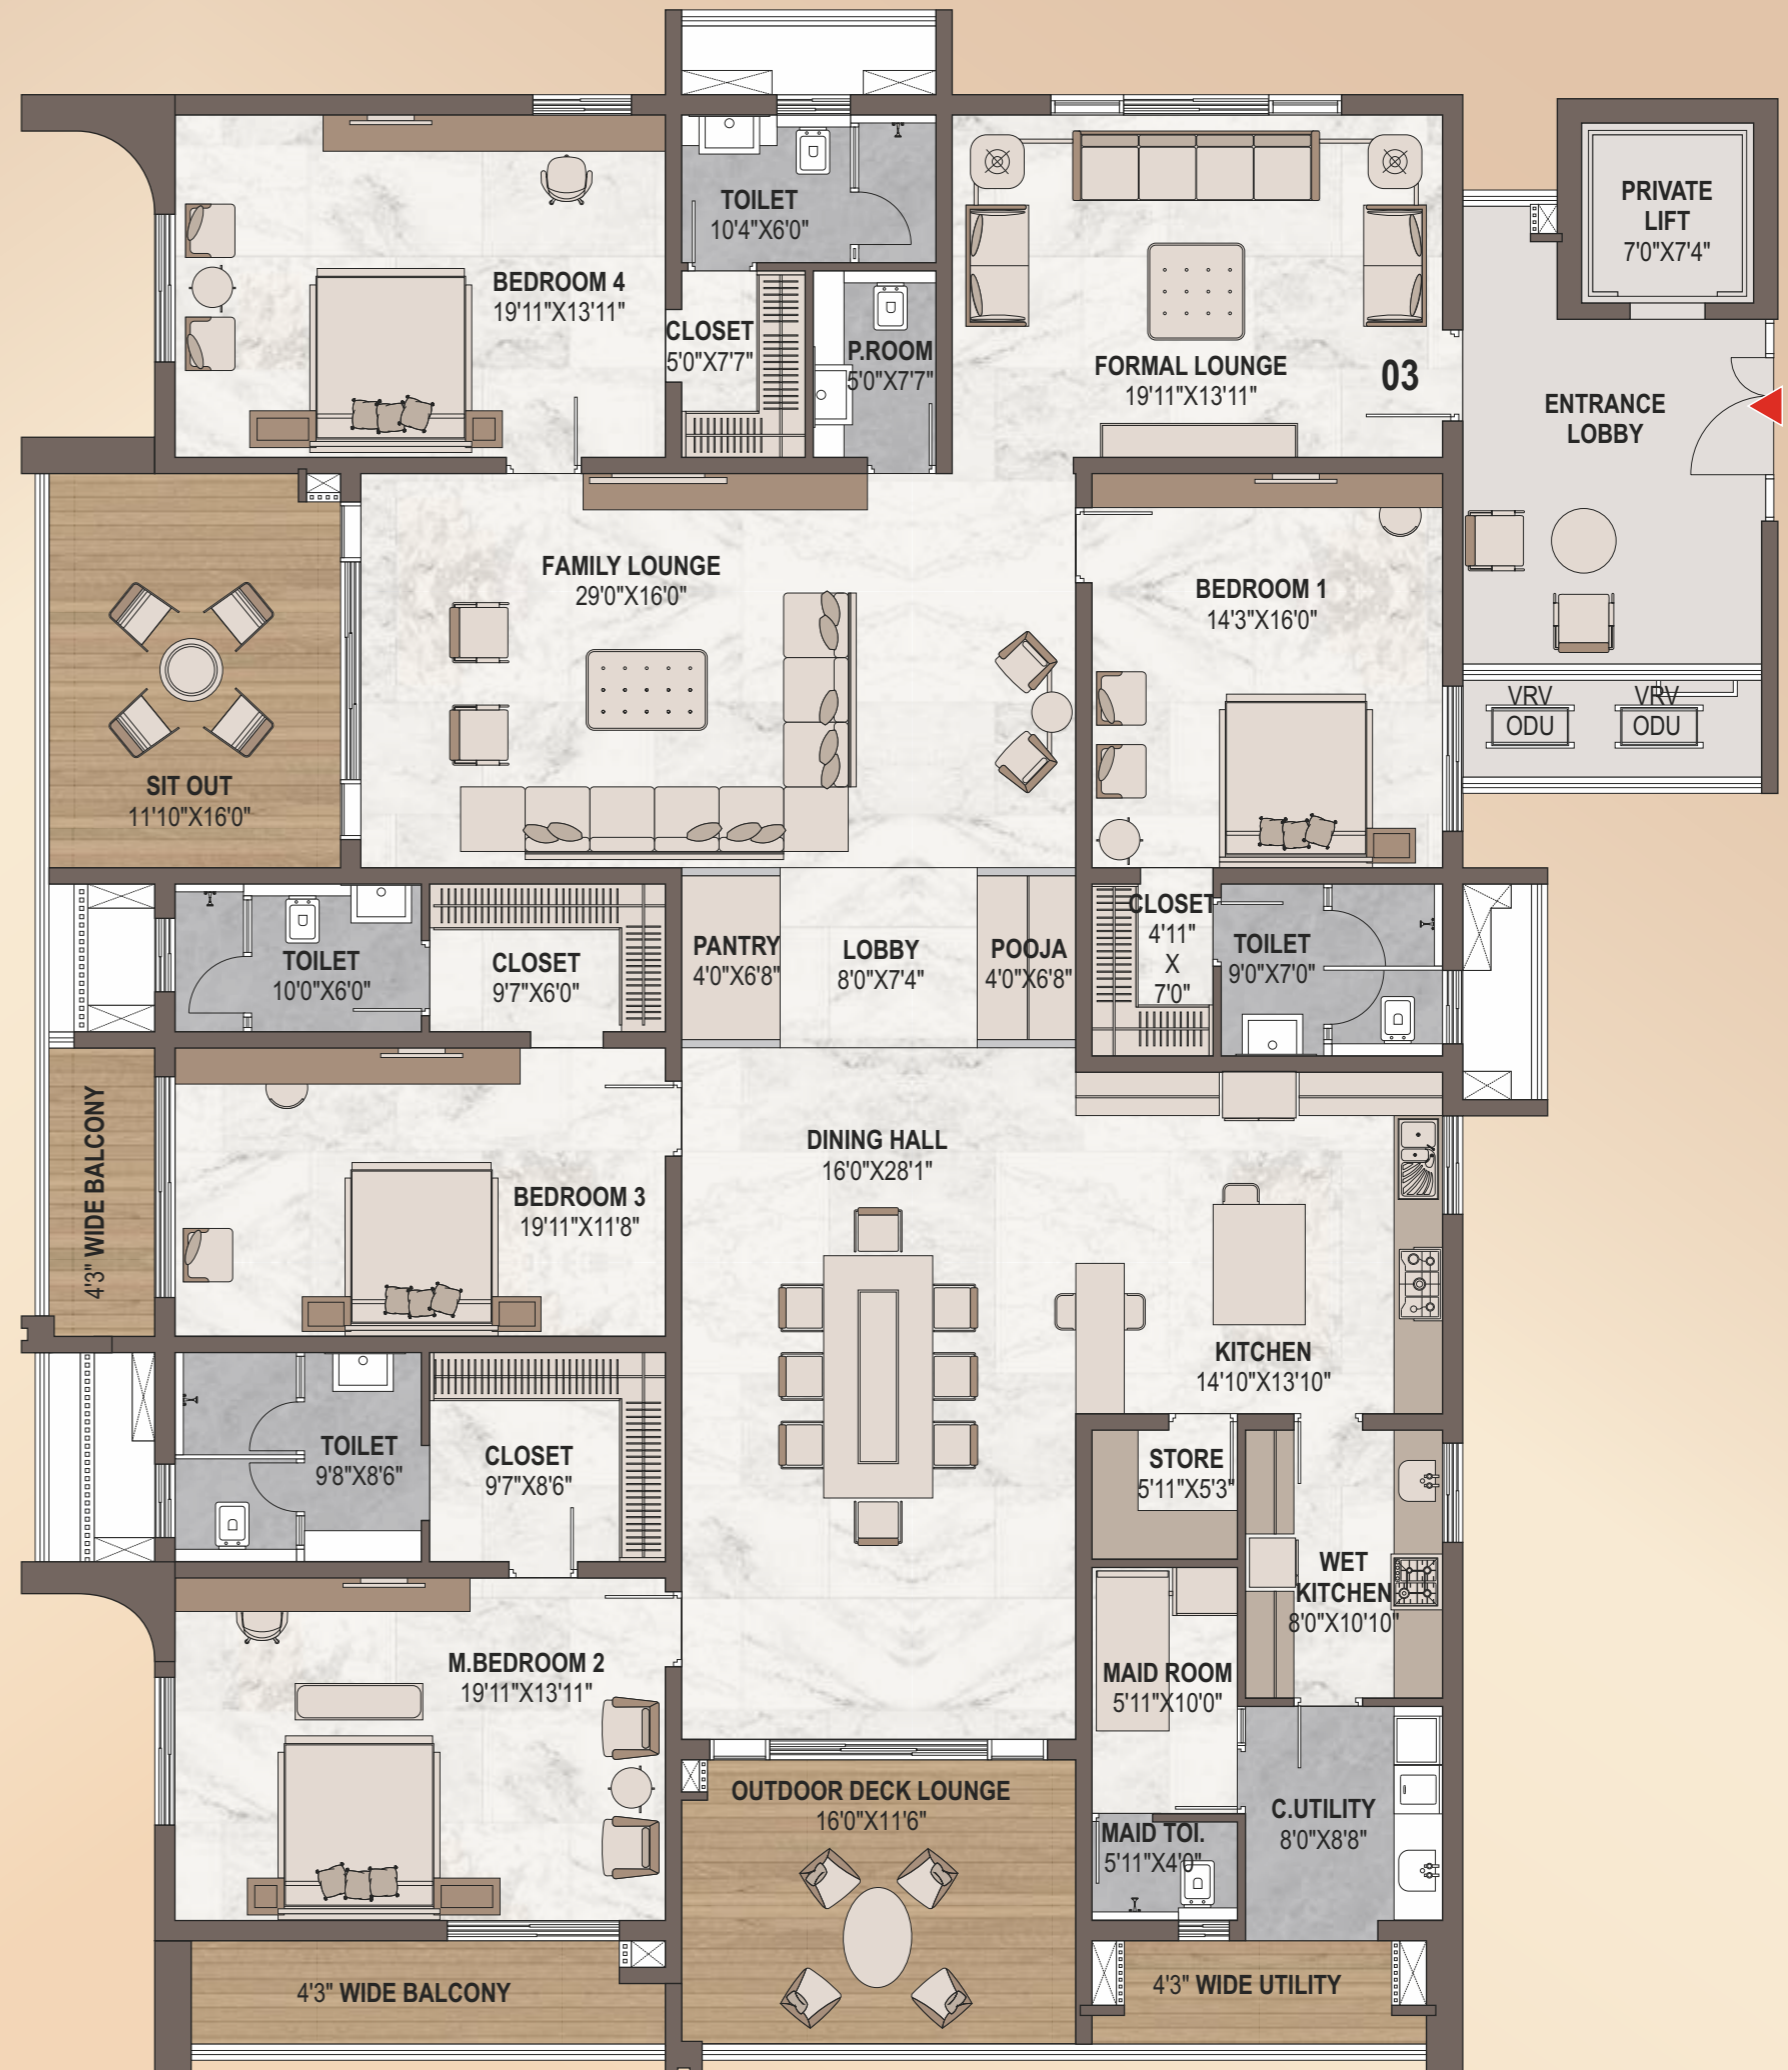 TOILET
10'4"X6'0"
PRIVATE
LIFT
7'0"X7'4"
BEDROOM 4
19'11"X13'11"
CLOSET
5'0"X7'7"
P.ROOM
5'0"X7'7"
FORMAL LOUNGE
19'11"X13'11"
03
ENTRANCE
LOBBY
FAMILY LOUNGE
29'0"X16'0"
BEDROOM 1
14'3"X16'0"
VRV
ODU
VRV
ODU
SIT OUT
11'10"X16'0"
TOILET
10'0"X6'0"
CLOSET
9'7"X6'0"
PANTRY
4'0"X6'8"
LOBBY
8'0"X7'4"
POOJA
4'0"X6'8"
CLOSET
4'11"
X
7'0"
TOILET
9'0"X7'0"
4'3" WIDE BALCONY
DINING HALL
16'0"X28'1"
BEDROOM 3
19'11"X11'8"
KITCHEN
14'10"X13'10"
TOILET
9'8"X8'6"
CLOSET
9'7"X8'6"
STORE
5'11"X5'3"
WET
KITCHEN
8'0"X10'10"
M.BEDROOM 2
19'11"X13'11"
MAID ROOM
5'11"X10'0"
OUTDOOR DECK LOUNGE
16'0"X11'6"
C.UTILITY
8'0"X8'8"
MAID TOI.
5'11"X4'0"
4'3" WIDE BALCONY
4'3" WIDE UTILITY